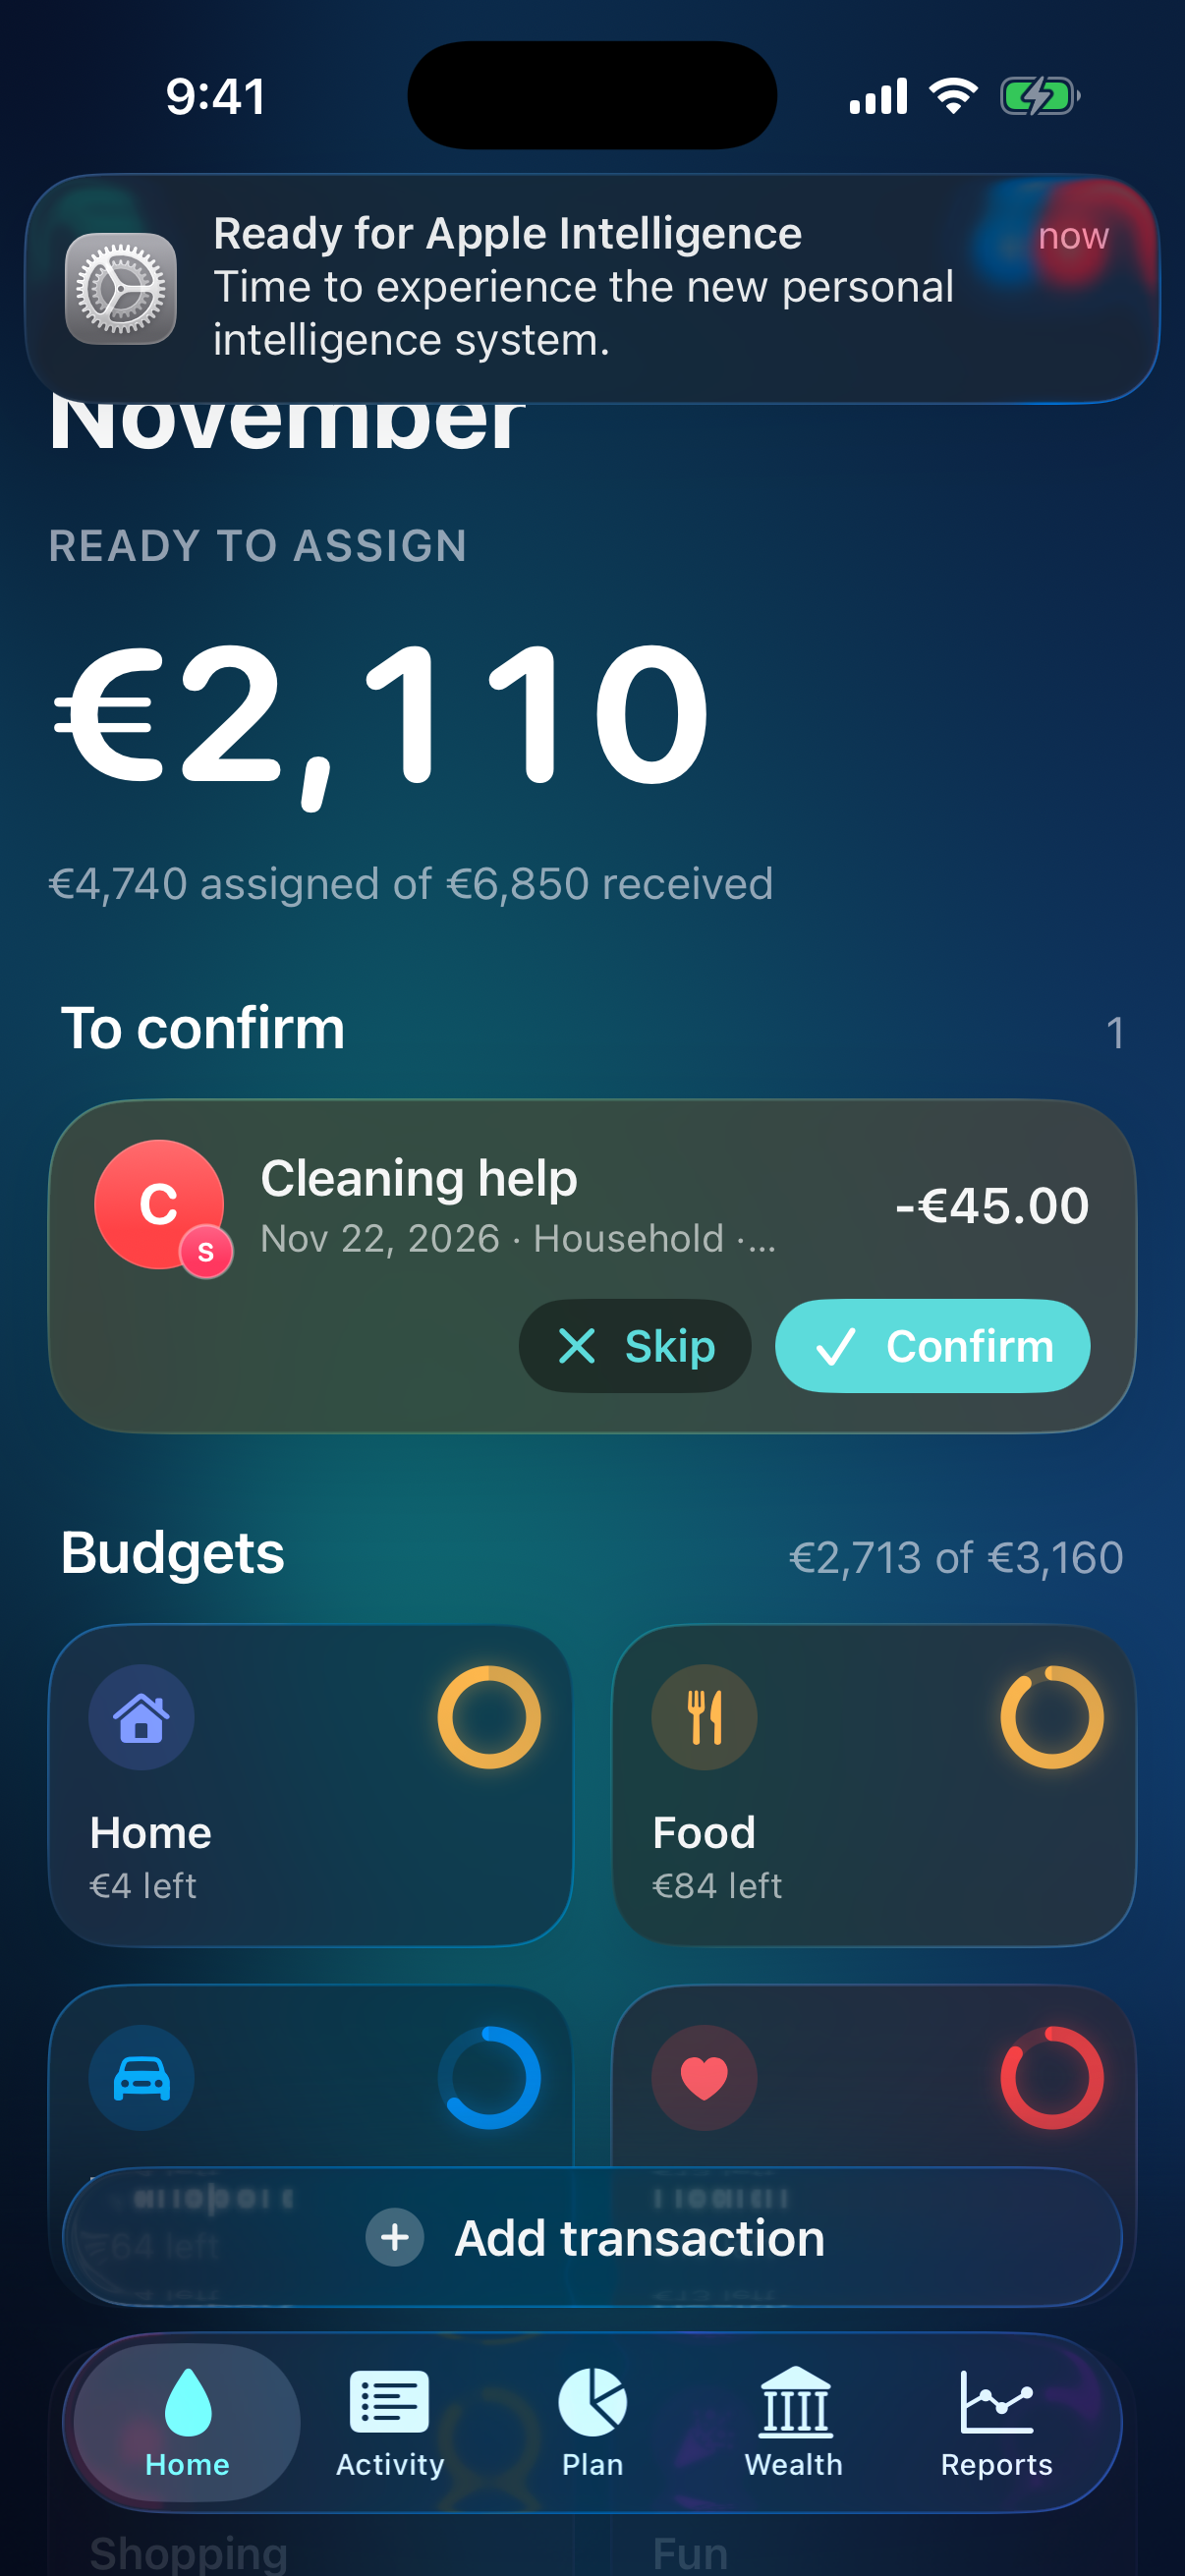 9:41
Ready for Apple Intelligence
now
Time to experience the new personal
intelligence system.
November
READY TO ASSIGN
€2,110
€4,740 assigned of €6,850 received
To confirm
1
C
S
Cleaning help
-€45.00
Nov 22, 2026 · Household ·...
Skip
Confirm
Budgets
€2,713 of €3,160
Home
€4 left
Food
€84 left
€64 left
Add transaction
Home
Activity
Plan
Wealth
Reports
Shopping
Fun